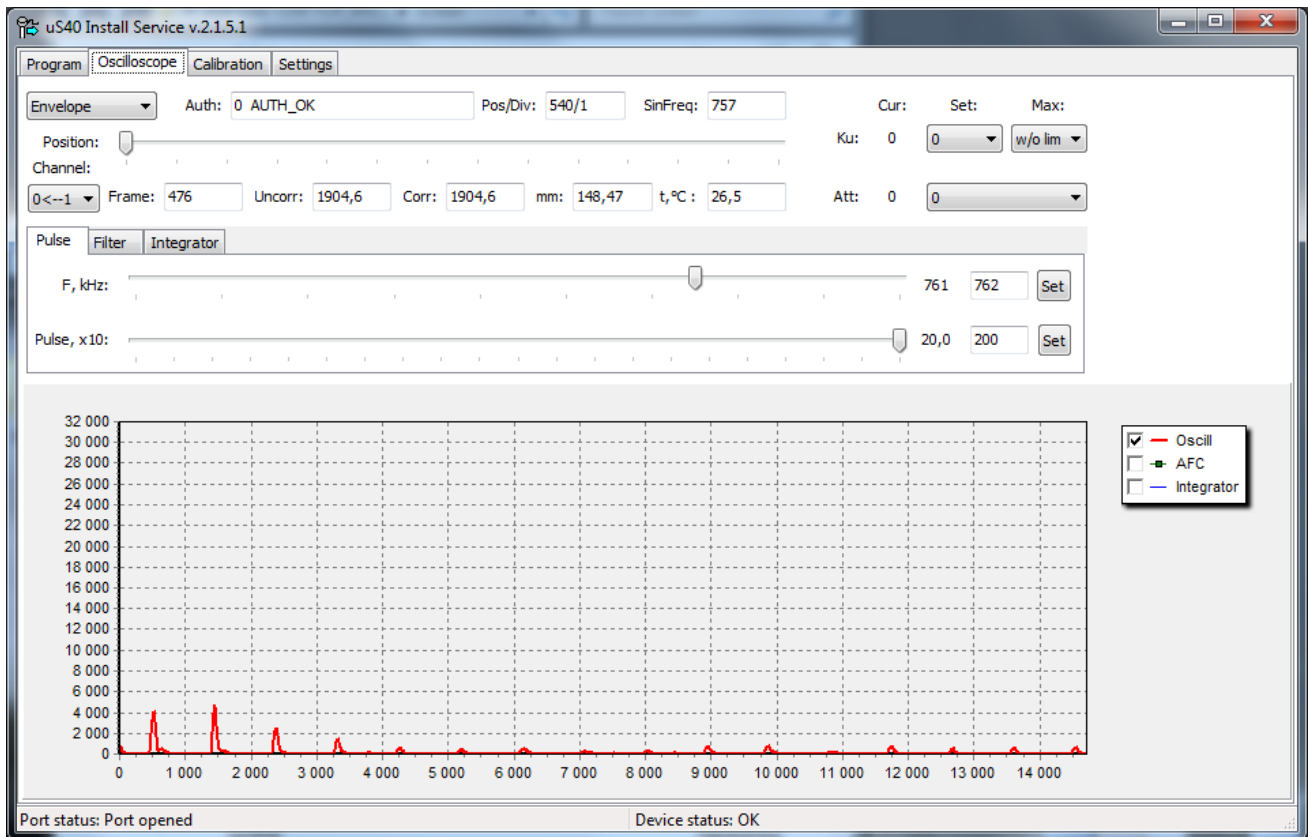 uS40 Install Service v.2.1.5.1
Program Oscilloscope Calibration Settings
Envelope Auth: 0 AUTH_OK Pos/Div: 540/1 SinFreq: 757 Cur: Set: Max:
Position: Ku: 0 0 w/o lim
Channel:
0<--1 Frame: 476 Uncorr: 1904,6 Corr: 1904,6 mm: 148,47 t,ºC : 26,5 Att: 0 0
Pulse Filter Integrator
F, kHz: 761 762 Set
Pulse, x10: 20,0 200 Set
32 000
30 000
28 000
26 000
24 000
22 000
20 000
18 000
16 000
14 000
12 000
10 000
8 000
6 000
4 000
2 000
0
0 1 000 2 000 3 000 4 000 5 000 6 000 7 000 8 000 9 000 10 000 11 000 12 000 13 000 14 000
Oscill
AFC
Integrator
Port status: Port opened Device status: OK